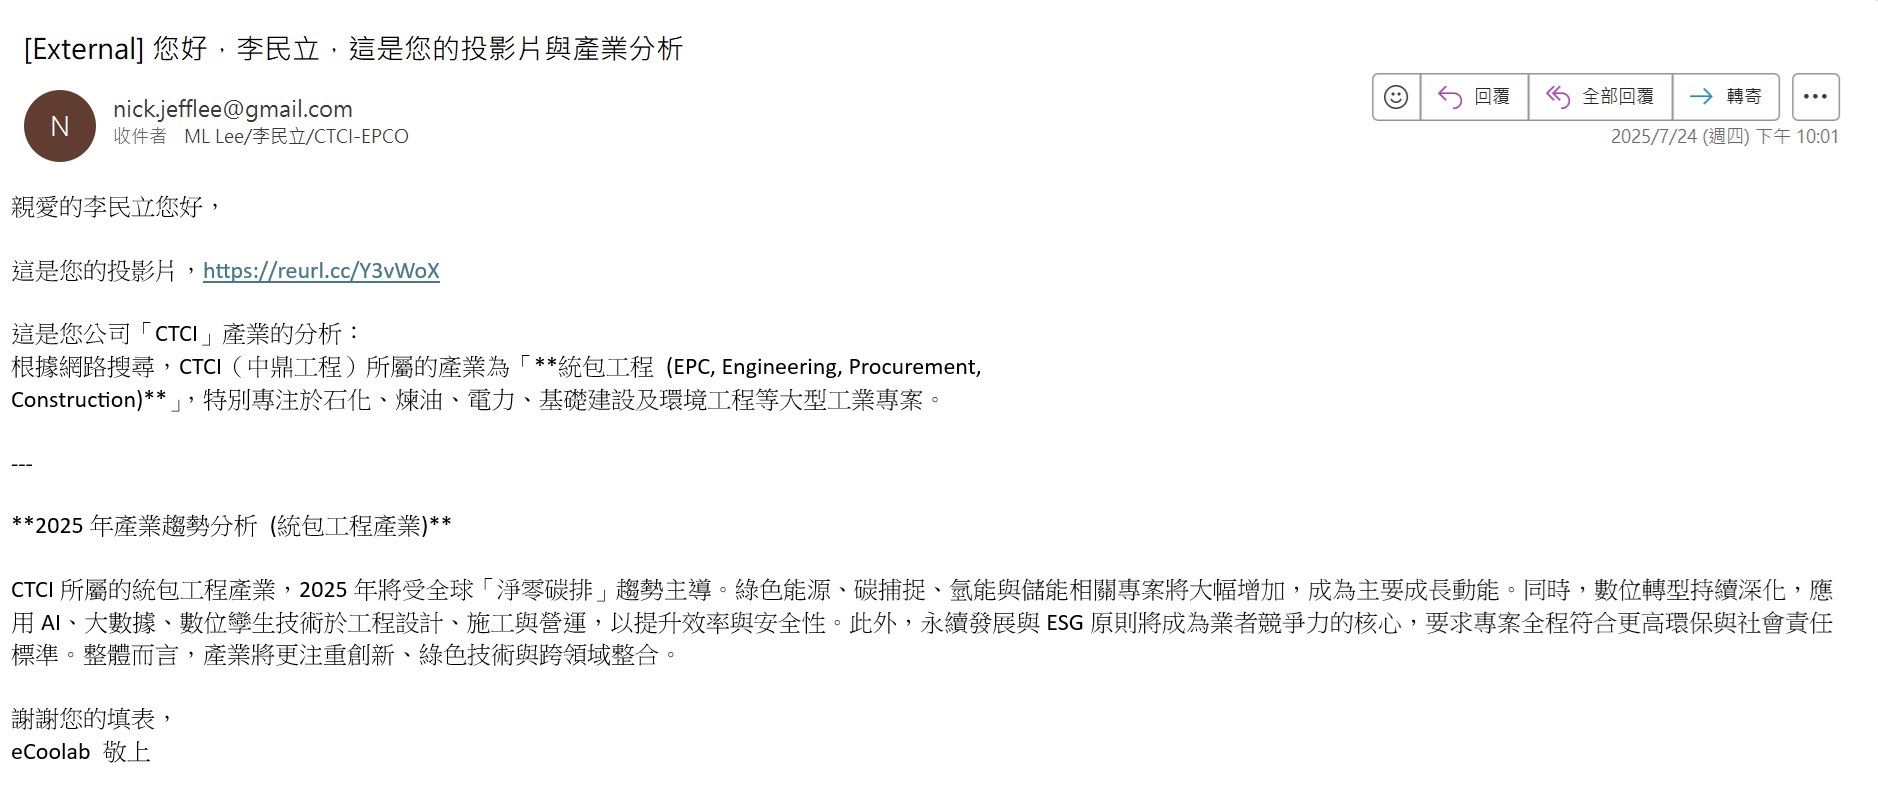 [External] 您好，李民立，這是您的投影片與產業分析
N
nick.jefflee@gmail.com
收件者 ML Lee/李民立/CTCI-EPCO
回覆
全部回覆
轉寄
2025/7/24 (週四) 下午 10:01
親愛的李民立您好，
這是您的投影片，https://reurl.cc/Y3vWoX
這是您公司「CTCI」產業的分析：
根據網路搜尋，CTCI（中鼎工程）所屬的產業為「**統包工程 (EPC, Engineering, Procurement,
Construction)**」，特別專注於石化、煉油、電力、基礎建設及環境工程等大型工業專案。
---
**2025 年產業趨勢分析 (統包工程產業)**
CTCI 所屬的統包工程產業，2025 年將受全球「淨零碳排」趨勢主導。綠色能源、碳捕捉、氫能與儲能相關專案將大幅增加，成為主要成長動能。同時，數位轉型持續深化，應
用 AI、大數據、數位孿生技術於工程設計、施工與營運，以提升效率與安全性。此外，永續發展與 ESG 原則將成為業者競爭力的核心，要求專案全程符合更高環保與社會責任
標準。整體而言，產業將更注重創新、綠色技術與跨領域整合。
謝謝您的填表，
eCoolab 敬上